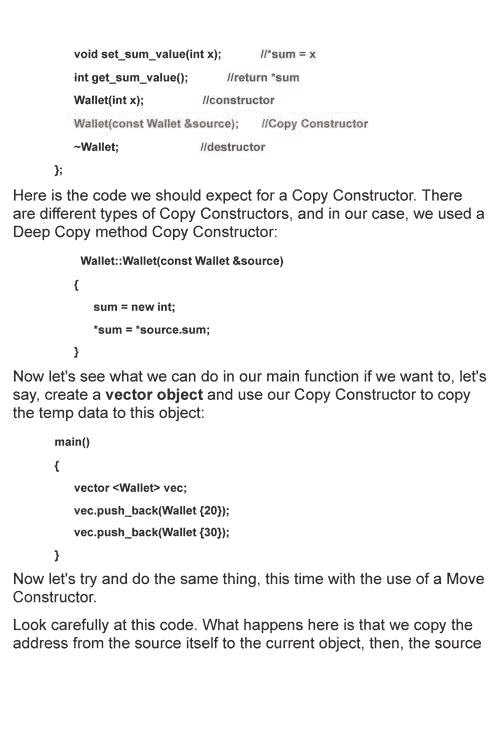 void set_sum_value(int x); //*sum = x
int get_sum_value(); //return *sum
Wallet(int x); //constructor
Wallet(const Wallet &source); //Copy Constructor
~Wallet; //destructor
};
Here is the code we should expect for a Copy Constructor. There
are different types of Copy Constructors, and in our case, we used a
Deep Copy method Copy Constructor:
Wallet::Wallet(const Wallet &source)
{
sum = new int;
*sum = *source.sum;
}
Now let's see what we can do in our main function if we want to, let's
say, create a vector object and use our Copy Constructor to copy
the temp data to this object:
main()
{
vector <Wallet> vec;
vec.push_back(Wallet {20});
vec.push_back(Wallet {30});
}
Now let's try and do the same thing, this time with the use of a Move
Constructor.
Look carefully at this code. What happens here is that we copy the
address from the source itself to the current object, then, the source